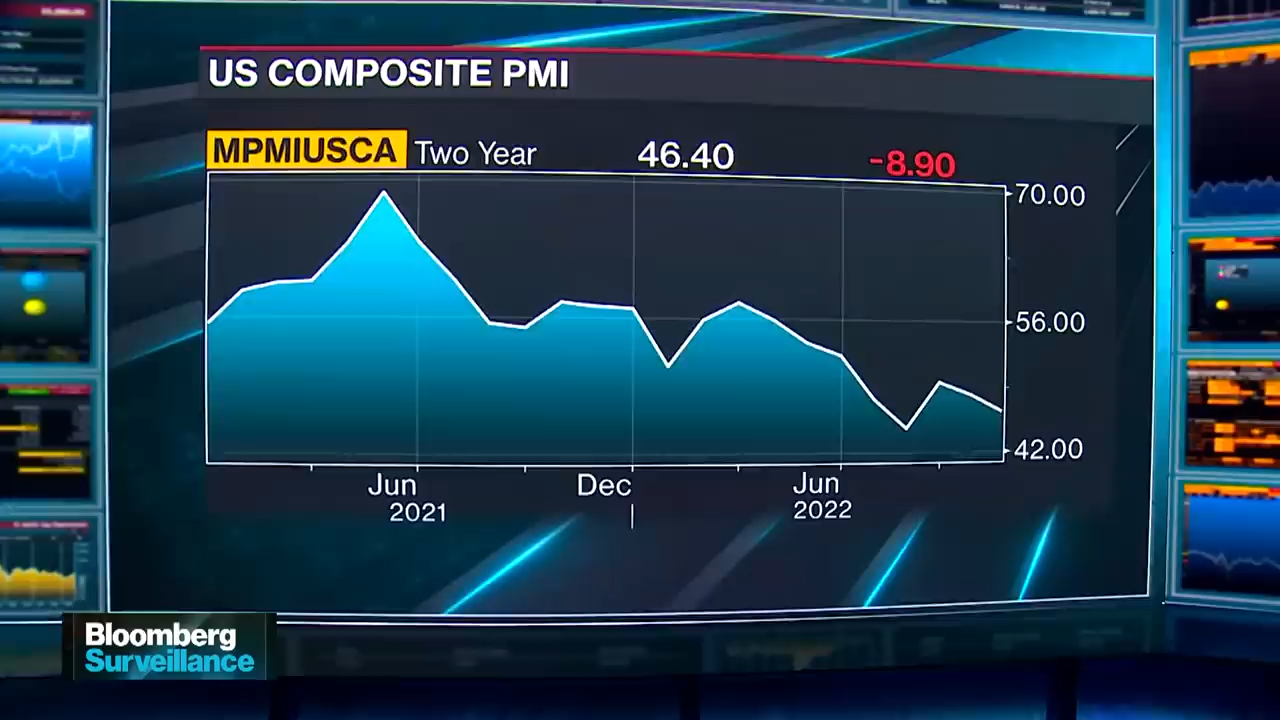 US COMPOSITE PMI
MPMIUSCA Two Year 46.40 -8.90
70.00
56.00
42.00
Jun Dec Jun
2021 2022
Bloomberg
Surveillance